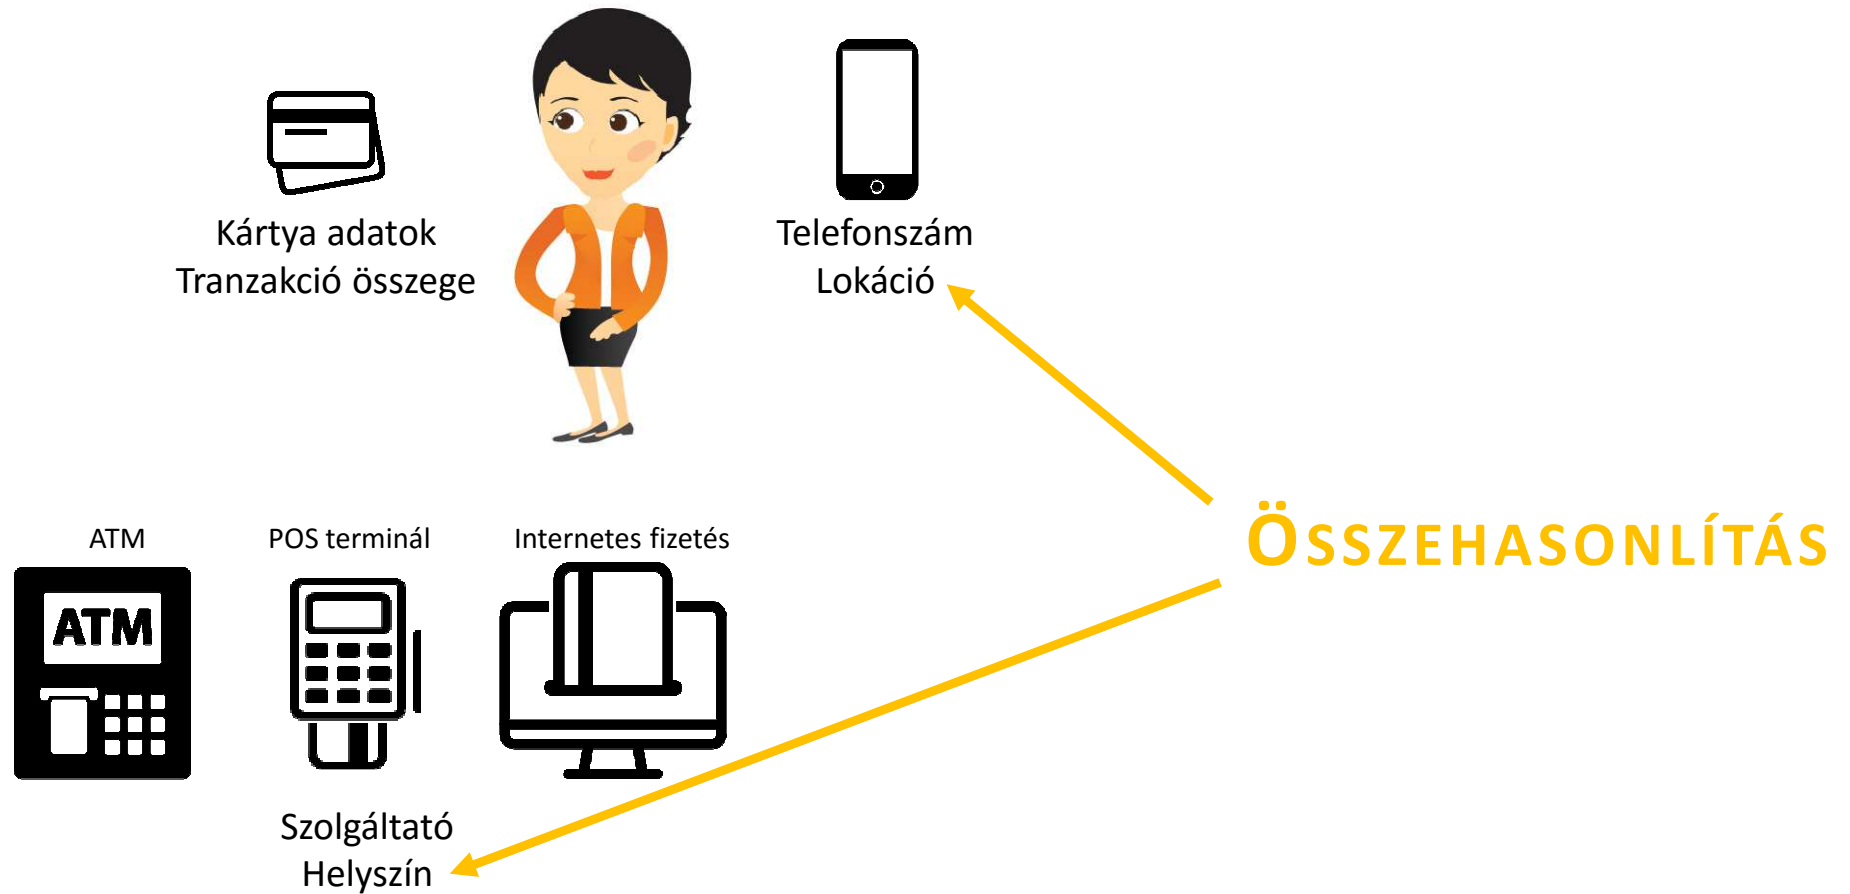 Kártya adatok
Tranzakció összege
Telefonszám
Lokáció
ÖSSZEHASONLÍTÁS
ATM
POS terminál
Internetes fizetés
ATM
Szolgáltató
Helyszín